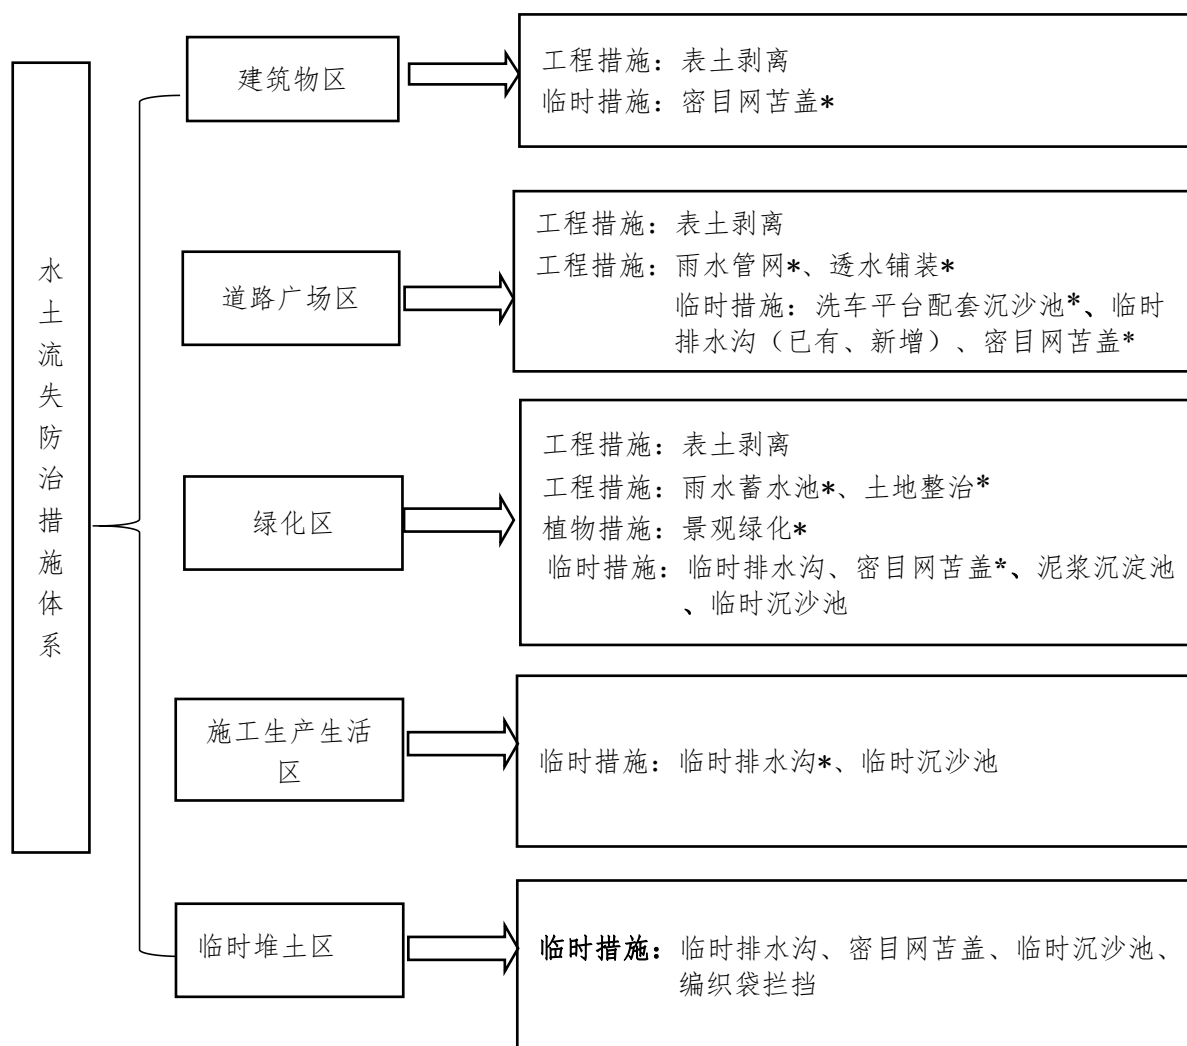 水土流失防治措施体系
建筑物区
工程措施：表土剥离
临时措施：密目网苫盖*
道路广场区
工程措施：表土剥离
工程措施：雨水管网*、透水铺装*
临时措施：洗车平台配套沉沙池*、临时
排水沟（已有、新增）、密目网苫盖*
绿化区
工程措施：表土剥离
工程措施：雨水蓄水池*、土地整治*
植物措施：景观绿化*
临时措施：临时排水沟、密目网苫盖*、泥浆沉淀池
、临时沉沙池
施工生产生活
区
临时措施：临时排水沟*、临时沉沙池
临时堆土区
临时措施：临时排水沟、密目网苫盖、临时沉沙池、
编织袋拦挡